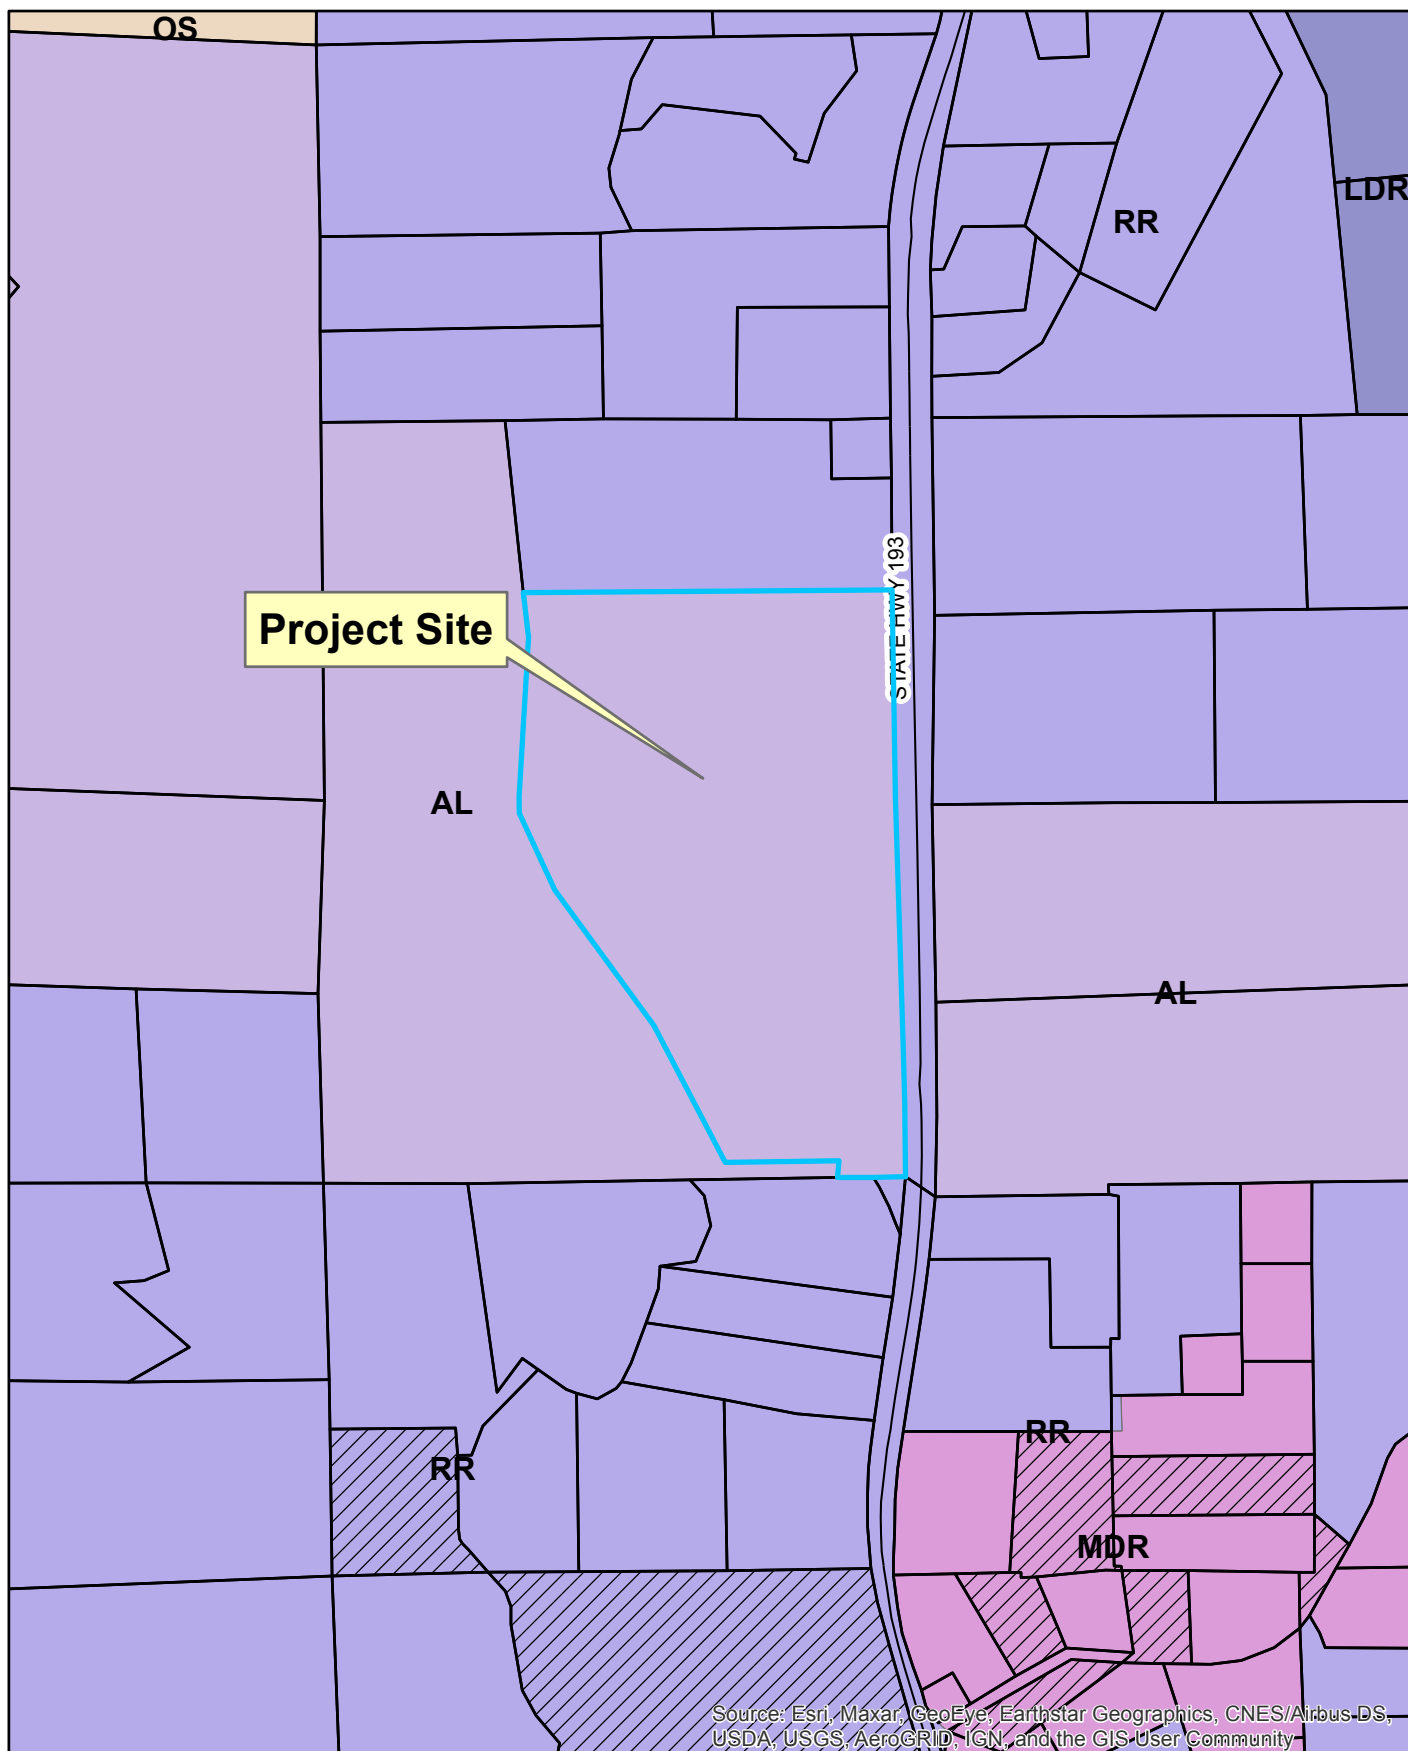 OS
LDR
RR
STATE HWY 193
Project Site
AL
AL
RR
RR
MDR
Source: Esri, Maxar, GeoEye, Earthstar Geographics, CNES/Airbus DS,
USDA, USGS, AeroGRID, IGN, and the GIS User Community